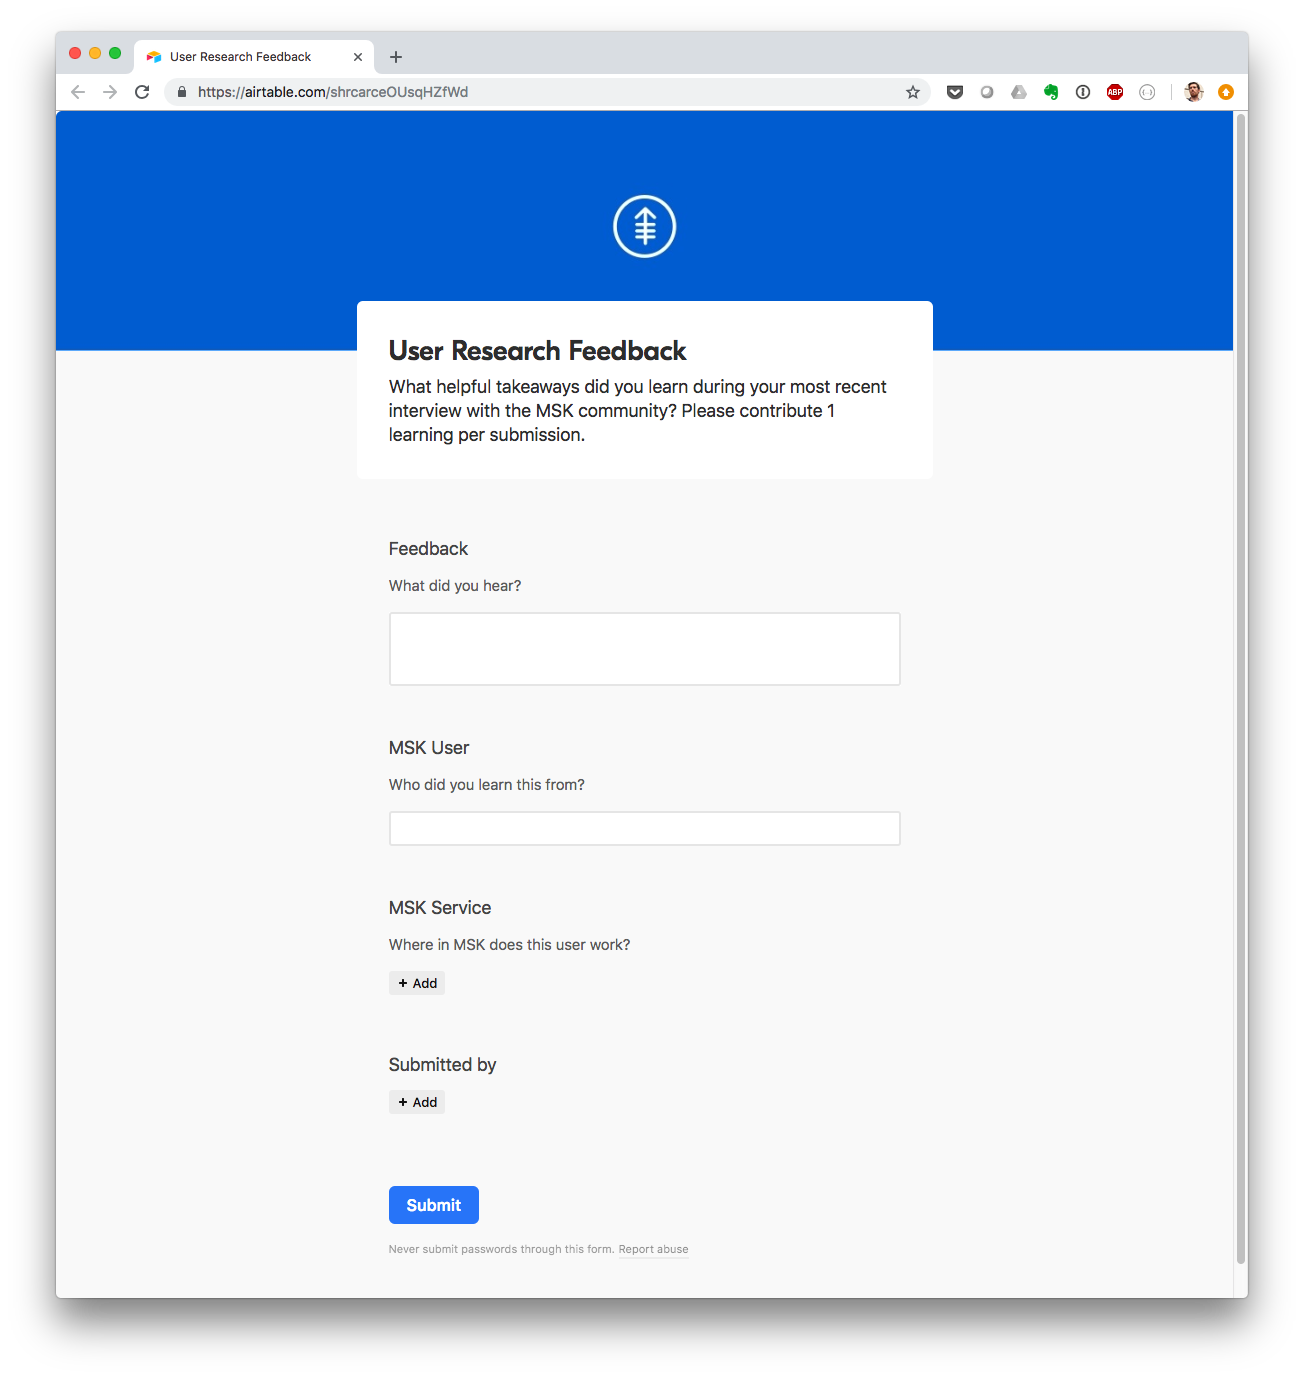 User Research Feedback
https://airtable.com/shrcarceOUsqHZfWd
ABP
User Research Feedback
What helpful takeaways did you learn during your most recent
interview with the MSK community? Please contribute 1
learning per submission.
Feedback
What did you hear?
MSK User
Who did you learn this from?
MSK Service
Where in MSK does this user work?
+ Add
Submitted by
+ Add
Submit
Never submit passwords through this form. Report abuse